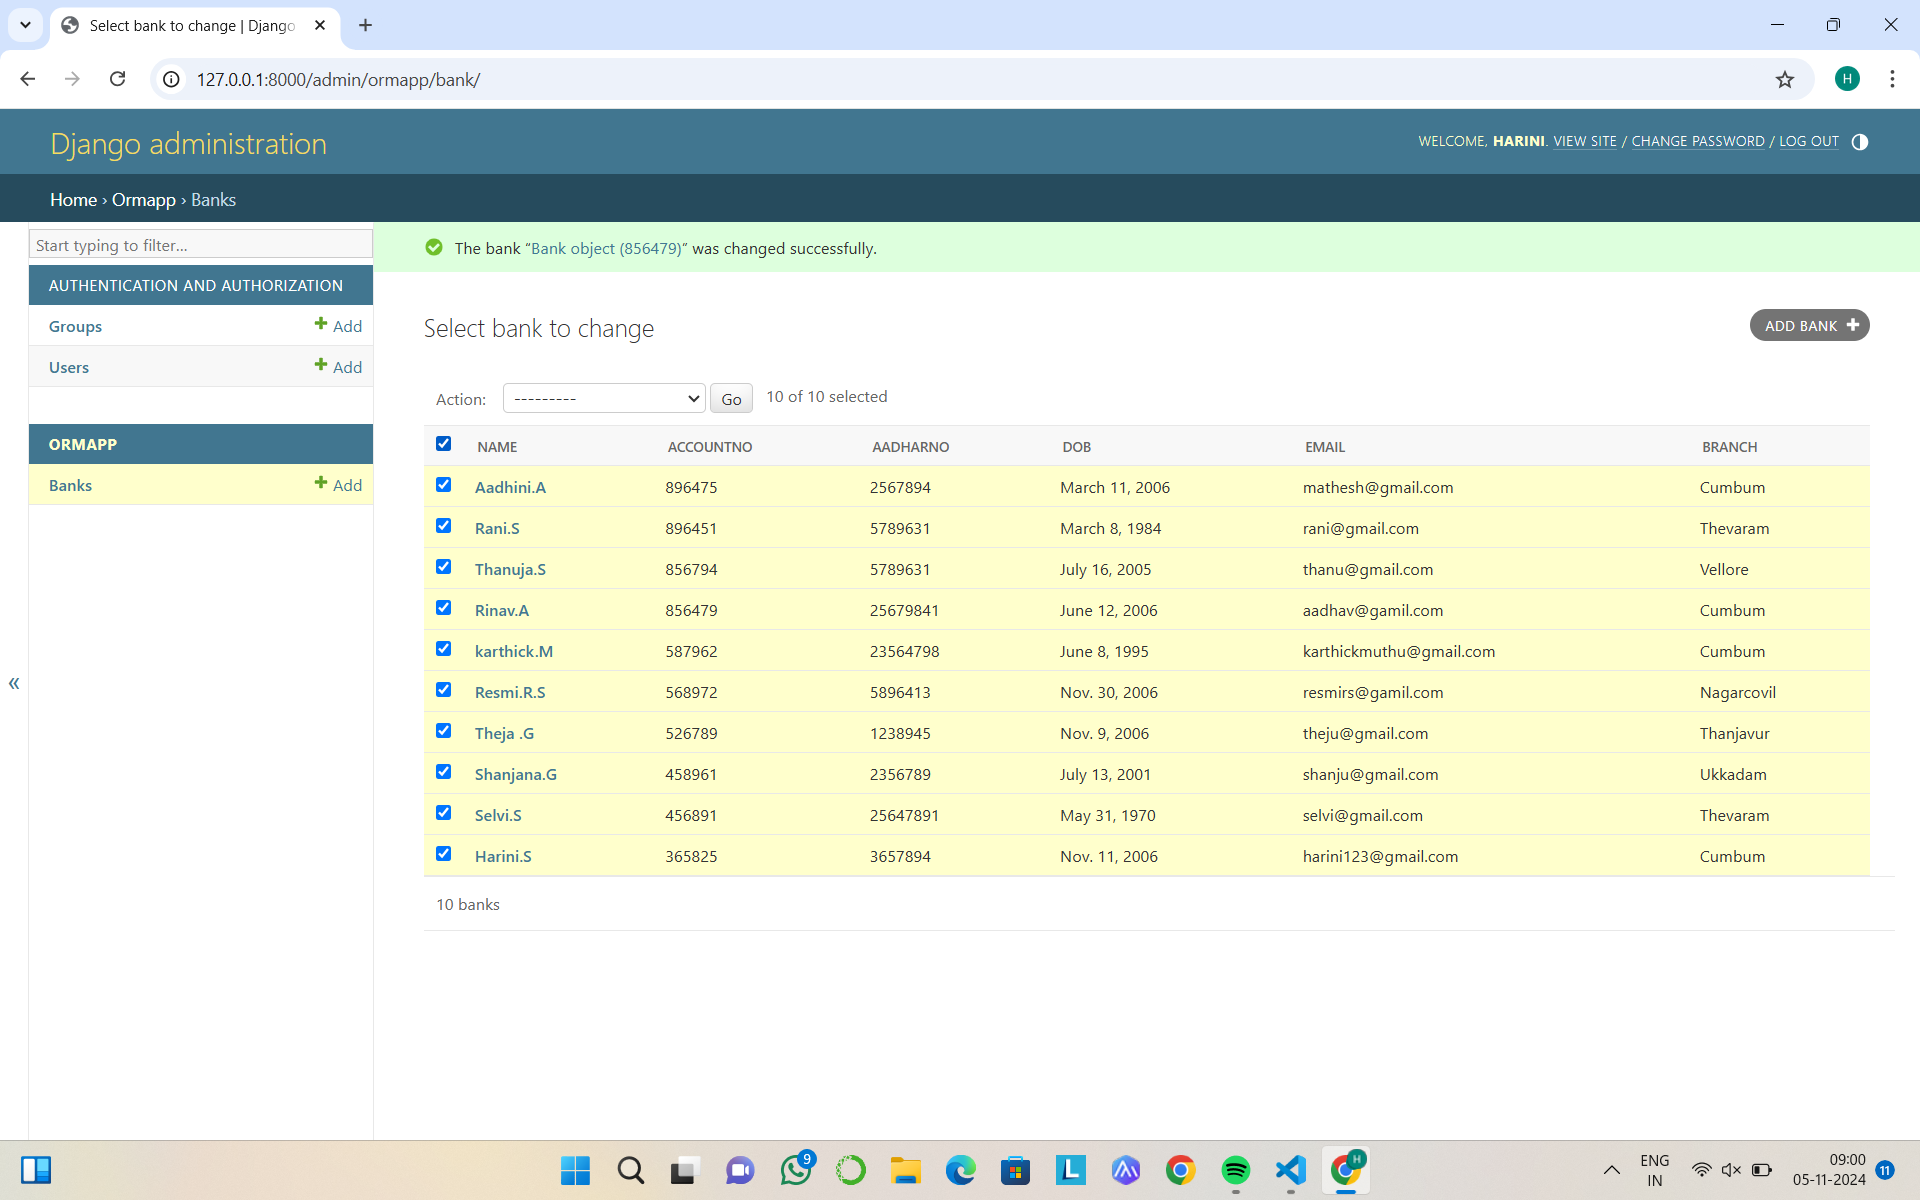 Select bank to change | Django
127.0.0.1:8000/admin/ormapp/bank/
H
Django administration
WELCOME, HARINI. VIEW SITE / CHANGE PASSWORD / LOG OUT
Home › Ormapp › Banks
Start typing to filter...
AUTHENTICATION AND AUTHORIZATION
Groups Add
Users Add
ORMAPP
Banks Add
«
The bank “Bank object (856479)” was changed successfully.
Select bank to change
ADD BANK
Action: --------- Go 10 of 10 selected
NAME ACCOUNTNO AADHARNO DOB EMAIL BRANCH
Aadhini.A 896475 2567894 March 11, 2006 mathesh@gmail.com Cumbum
Rani.S 896451 5789631 March 8, 1984 rani@gmail.com Thevaram
Thanuja.S 856794 5789631 July 16, 2005 thanu@gmail.com Vellore
Rinav.A 856479 25679841 June 12, 2006 aadhav@gamil.com Cumbum
karthick.M 587962 23564798 June 8, 1995 karthickmuthu@gmail.com Cumbum
Resmi.R.S 568972 5896413 Nov. 30, 2006 resmirs@gamil.com Nagarcovil
Theja .G 526789 1238945 Nov. 9, 2006 theju@gmail.com Thanjavur
Shanjana.G 458961 2356789 July 13, 2001 shanju@gmail.com Ukkadam
Selvi.S 456891 25647891 May 31, 1970 selvi@gmail.com Thevaram
Harini.S 365825 3657894 Nov. 11, 2006 harini123@gmail.com Cumbum
10 banks
9
L
H
ENG
IN
09:00
05-11-2024
11